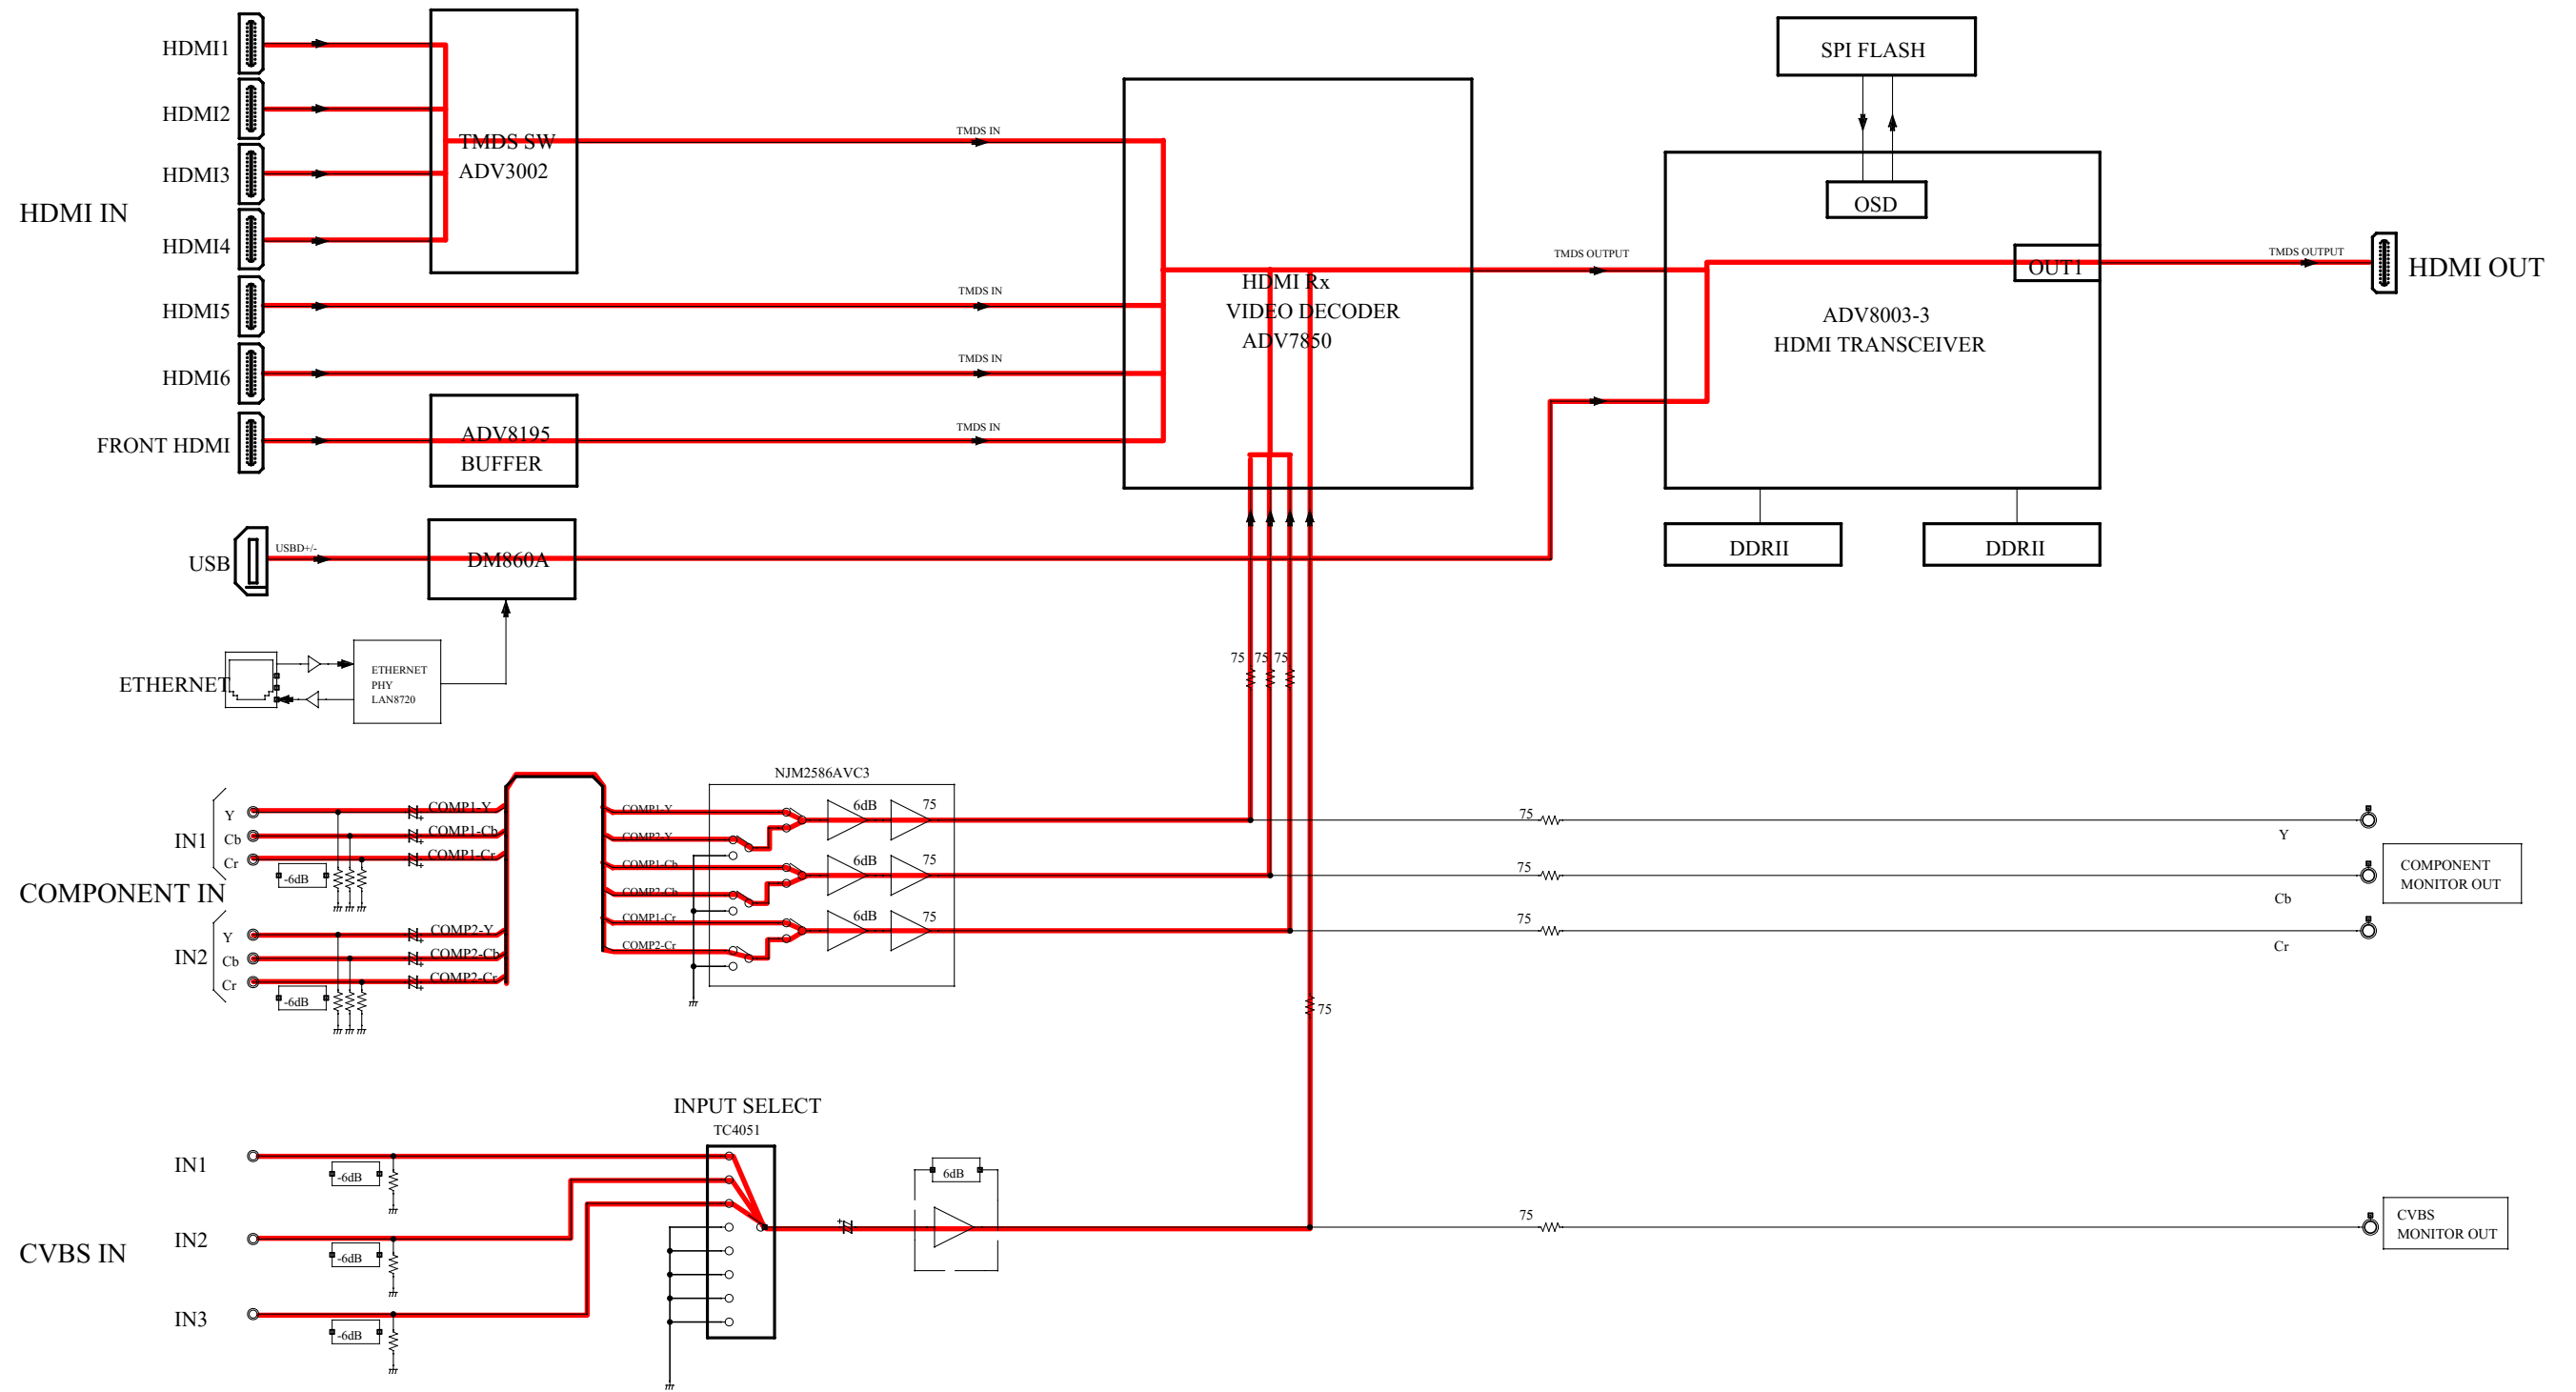 HDMI IN
HDMI1
HDMI2
HDMI3
HDMI4
HDMI5
HDMI6
FRONT HDMI
TMDS SW
ADV3002
ADV8195
BUFFER
TMDS IN
TMDS IN
TMDS IN
TMDS IN
HDMI Rx
VIDEO DECODER
ADV7850
TMDS OUTPUT
SPI FLASH
OSD
OUT1
ADV8003-3
HDMI TRANSCEIVER
TMDS OUTPUT
HDMI OUT
DDRII
DDRII
USB
USBD+/-
DM860A
ETHERNET
ETHERNET
PHY
LAN8720
75
75
75
COMPONENT IN
IN1
Y
Cb
Cr
-6dB
COMP1-Y
COMP1-Cb
COMP1-Cr
IN2
Y
Cb
Cr
-6dB
COMP2-Y
COMP2-Cb
COMP2-Cr
NJM2586AVC3
COMP1-Y
COMP2-Y
COMP1-Cb
COMP2-Cb
COMP1-Cr
COMP2-Cr
6dB
75
6dB
75
6dB
75
75
Y
75
Cb
75
Cr
COMPONENT
MONITOR OUT
75
CVBS IN
IN1
-6dB
IN2
-6dB
IN3
-6dB
INPUT SELECT
TC4051
6dB
+
75
CVBS
MONITOR OUT